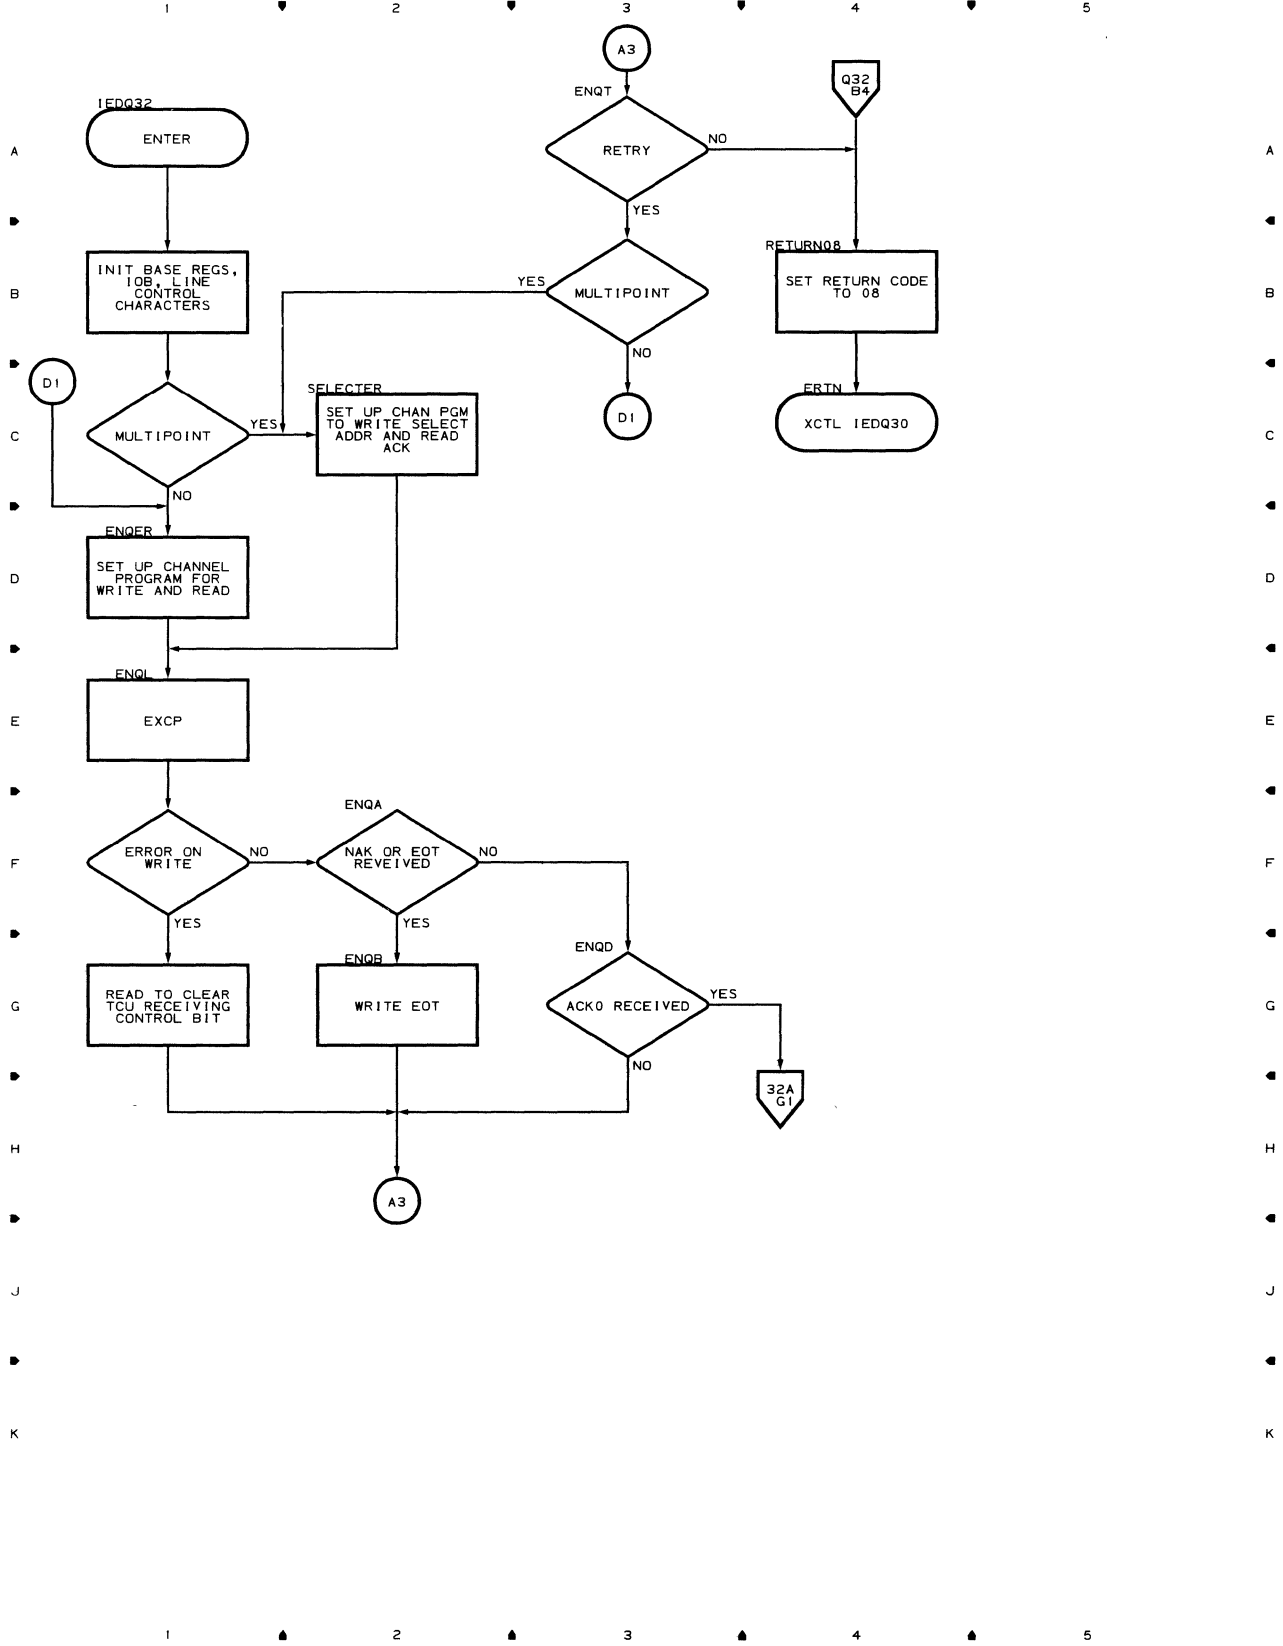 1 2 3 4 5
A3
ENQT
Q32
B4
IEDQ32
ENTER
RETRY
NO
YES
A A
RETURN08
INIT BASE REGS,
IOB, LINE
CONTROL
CHARACTERS
YES
MULTIPOINT
NO
SET RETURN CODE
TO 08
B B
D1
SELECTER
MULTIPOINT
YES
NO
SET UP CHAN PGM
TO WRITE SELECT
ADDR AND READ
ACK
D1
ERTN
XCTL IEDQ30
C C
ENQER
SET UP CHANNEL
PROGRAM FOR
WRITE AND READ
D D
ENQL
EXCP
E E
ERROR ON
WRITE
NO
YES
ENQA
NAK OR EOT
REVEIVED
NO
YES
F F
READ TO CLEAR
TCU RECEIVING
CONTROL BIT
ENQB
WRITE EOT
ENQD
ACK0 RECEIVED
YES
NO
G G
32A
G1
H H
A3
J J
K K
1 2 3 4 5